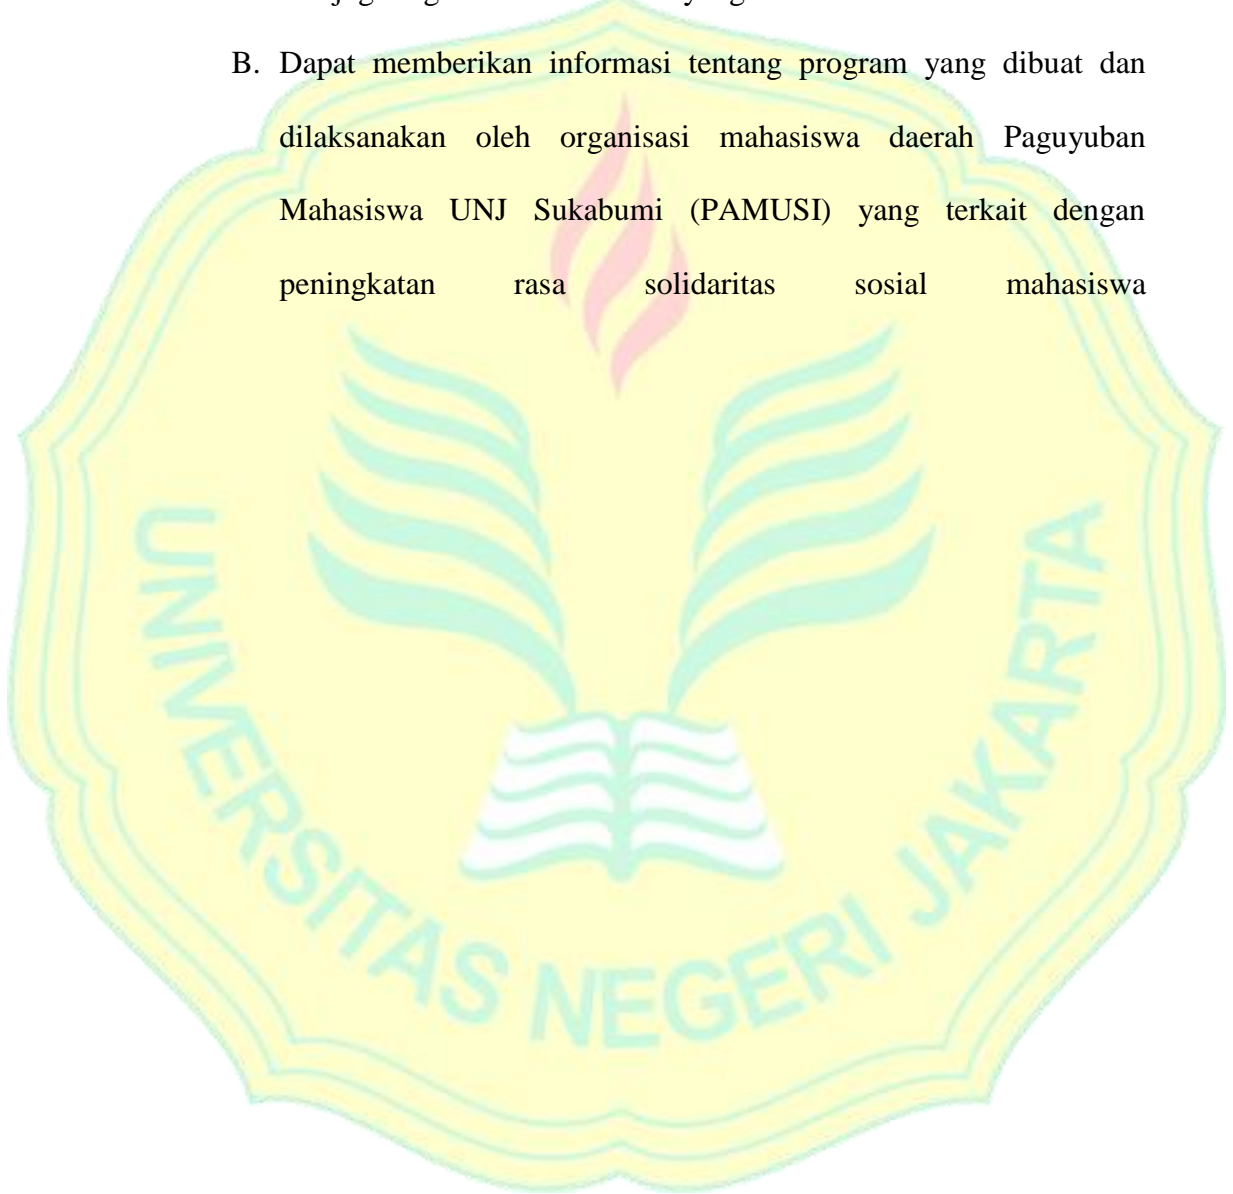 B. Dapat memberikan informasi tentang program yang dibuat dan
dilaksanakan oleh organisasi mahasiswa daerah Paguyuban
Mahasiswa UNJ Sukabumi (PAMUSI) yang terkait dengan
peningkatan rasa solidaritas sosial mahasiswa
UNIVERSITAS NEGERI JAKARTA